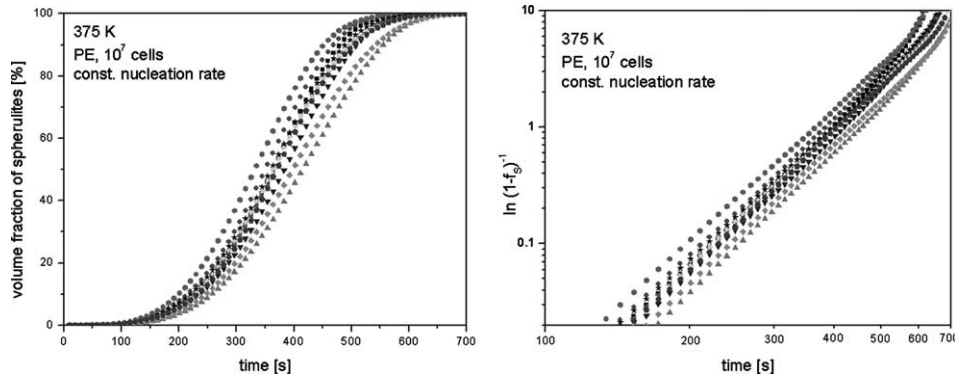 375 K
PE, 10⁷ cells
const. nucleation rate
volume fraction of spherulites [%]
100
80
60
40
20
0
0 100 200 300 400 500 600 700
time [s]
375 K
PE, 10⁷ cells
const. nucleation rate
ln (1-fₛ)⁻¹
10
1
0.1
100 200 300 400 500 600 700
time [s]